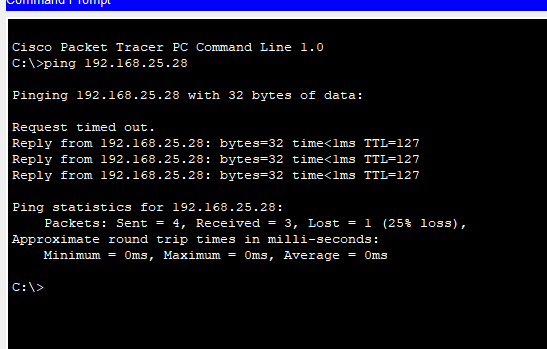 Command Prompt
Cisco Packet Tracer PC Command Line 1.0
C:\>ping 192.168.25.28
Pinging 192.168.25.28 with 32 bytes of data:
Request timed out.
Reply from 192.168.25.28: bytes=32 time<1ms TTL=127
Reply from 192.168.25.28: bytes=32 time<1ms TTL=127
Reply from 192.168.25.28: bytes=32 time<1ms TTL=127
Ping statistics for 192.168.25.28:
    Packets: Sent = 4, Received = 3, Lost = 1 (25% loss),
Approximate round trip times in milli-seconds:
    Minimum = 0ms, Maximum = 0ms, Average = 0ms
C:\>